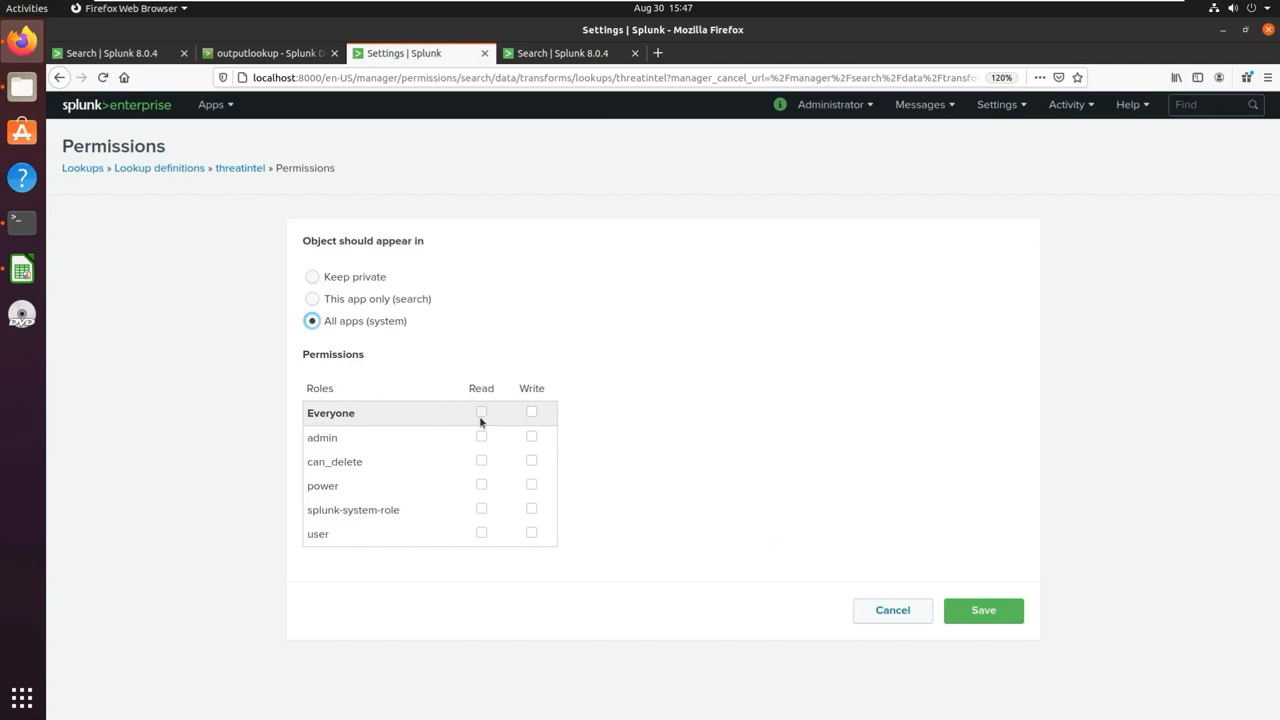 Activities
Firefox Web Browser
Aug 30 15:47
Settings | Splunk - Mozilla Firefox
Search | Splunk 8.0.4
outputlookup - Splunk D
Settings | Splunk
Search | Splunk 8.0.4
localhost:8000/en-US/manager/permissions/search/data/transforms/lookups/threatintel?manager_cancel_url=%2Fmanager%2Fsearch%2Fdata%2Ftransfo
120%
splunk>enterprise
Apps
Administrator
Messages
Settings
Activity
Help
Find
Permissions
Lookups » Lookup definitions » threatintel » Permissions
Object should appear in
Keep private
This app only (search)
All apps (system)
Permissions
Roles Read Write
Everyone
admin
can_delete
power
splunk-system-role
user
Cancel
Save
DVD